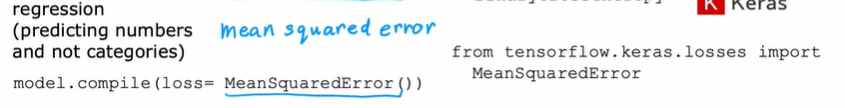 regression
(predicting numbers
and not categories)
mean squared error
model.compile(loss= MeanSquaredError())
K Keras
from tensorflow.keras.losses import
MeanSquaredError